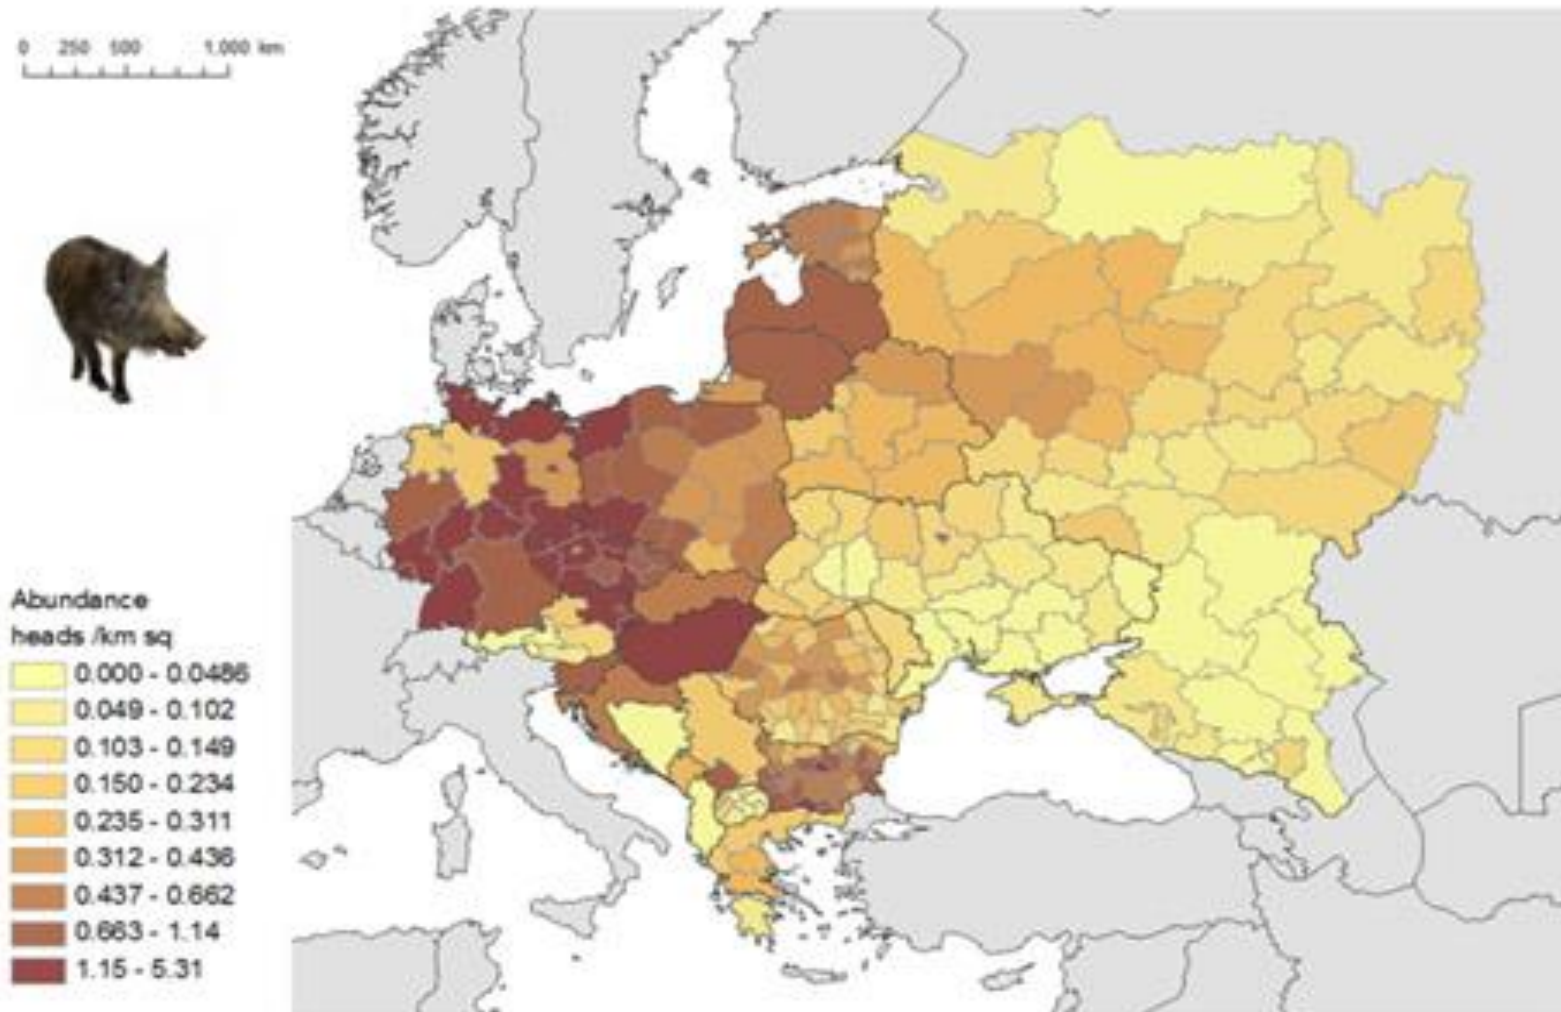 0 250 500 1.000 km
Abundance
heads /km sq
0.000 - 0.0486
0.049 - 0.102
0.103 - 0.149
0.150 - 0.234
0.235 - 0.311
0.312 - 0.436
0.437 - 0.662
0.663 - 1.14
1.15 - 5.31